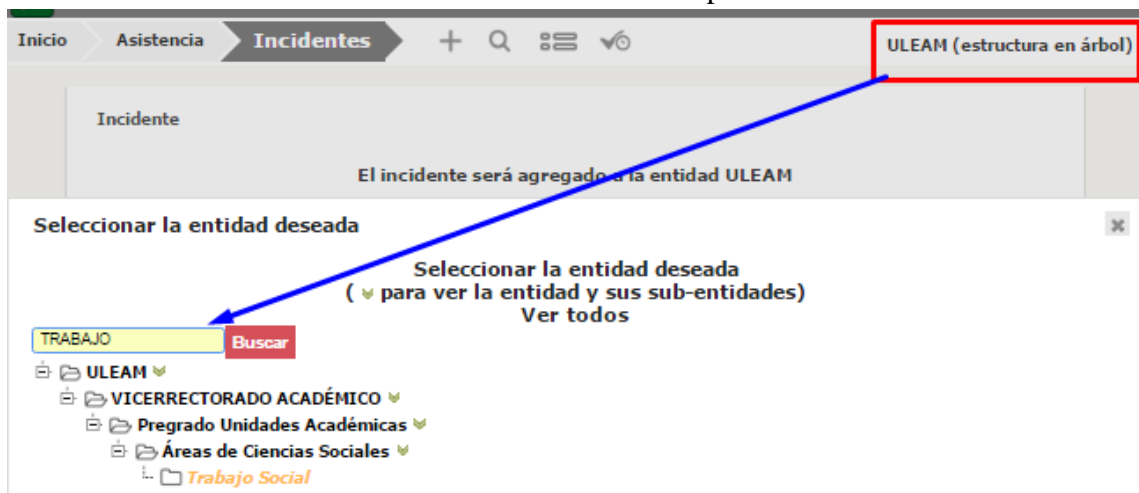 Inicio Asistencia Incidentes ULEAM (estructura en árbol)
Incidente
El incidente será agregado a la entidad ULEAM
Seleccionar la entidad deseada
Seleccionar la entidad deseada
( para ver la entidad y sus sub-entidades)
Ver todos
TRABAJO Buscar
ULEAM
VICERRECTORADO ACADÉMICO
Pregrado Unidades Académicas
Áreas de Ciencias Sociales
Trabajo Social